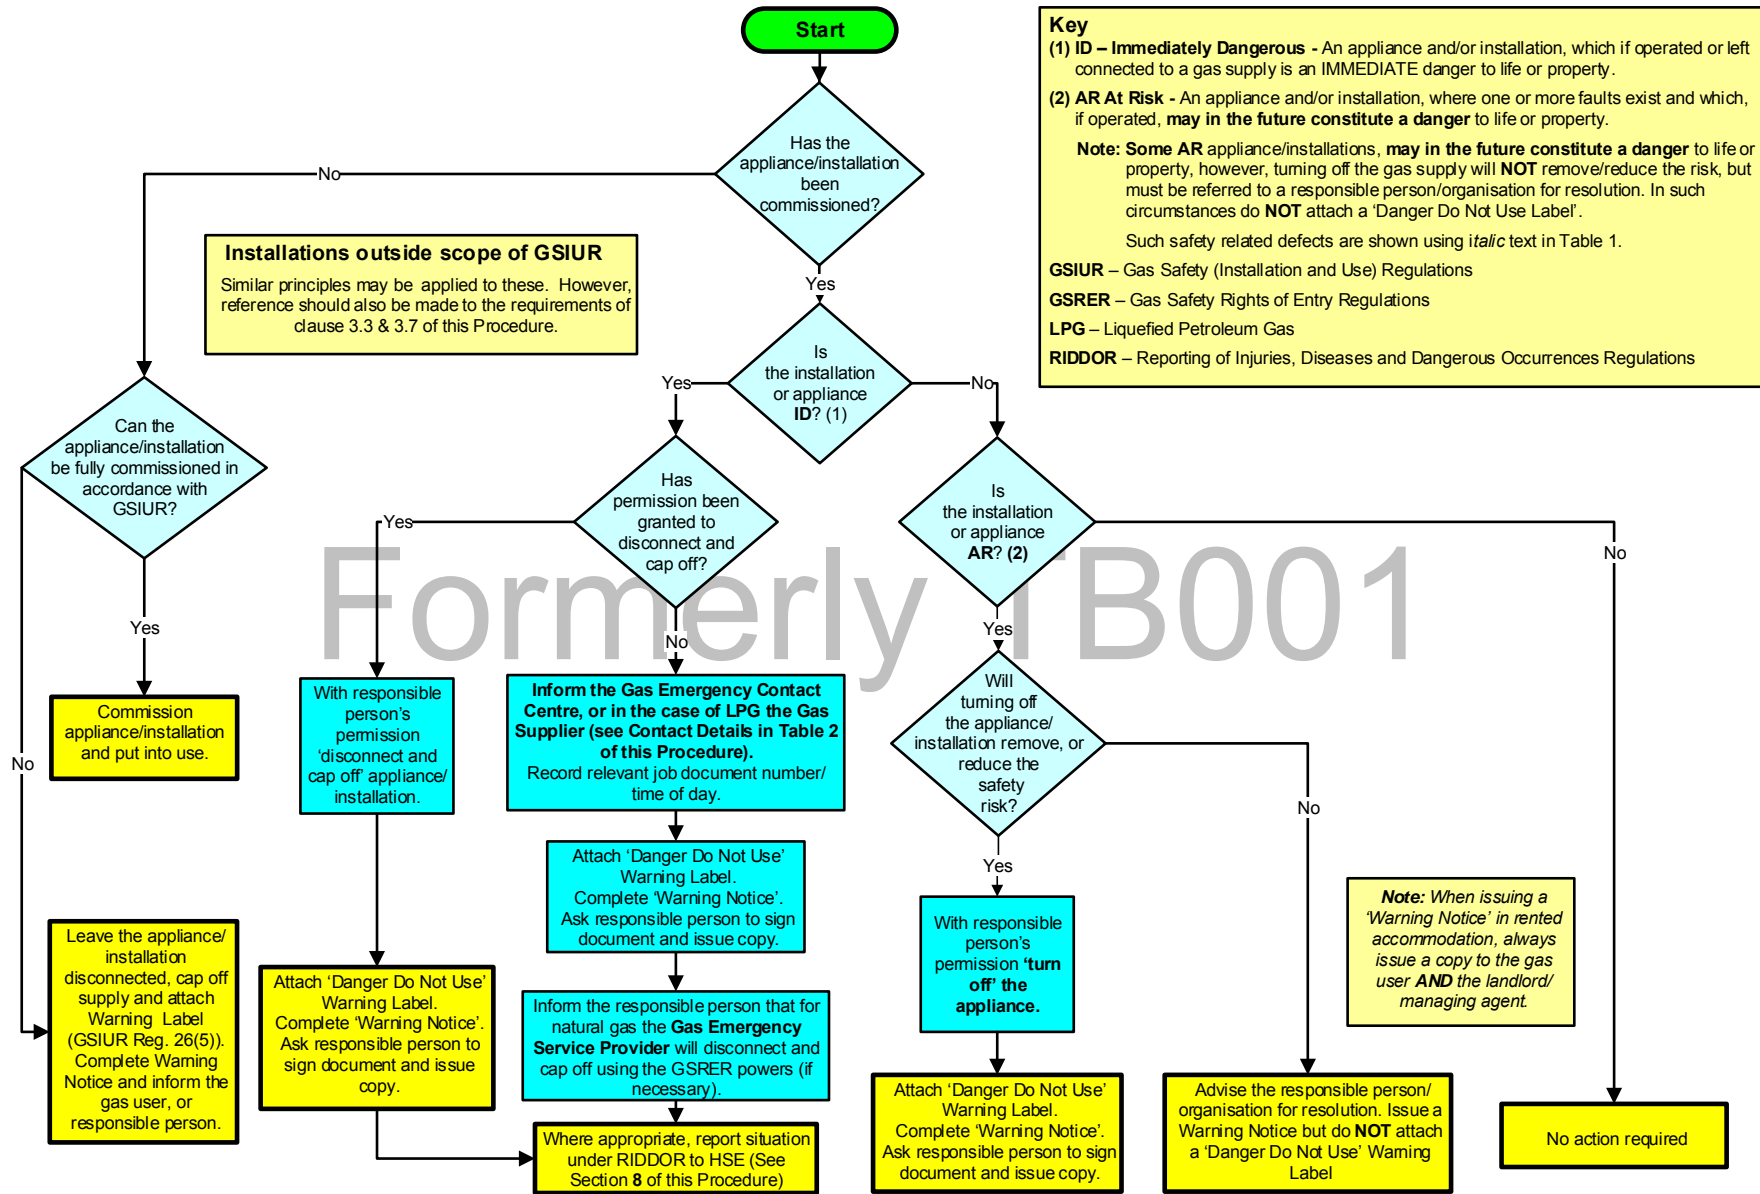 Start
Key
(1) ID – Immediately Dangerous - An appliance and/or installation, which if operated or left
connected to a gas supply is an IMMEDIATE danger to life or property.
(2) AR At Risk - An appliance and/or installation, where one or more faults exist and which,
if operated, may in the future constitute a danger to life or property.
Note: Some AR appliance/installations, may in the future constitute a danger to life or
property, however, turning off the gas supply will NOT remove/reduce the risk, but
must be referred to a responsible person/organisation for resolution. In such
circumstances do NOT attach a 'Danger Do Not Use Label'.
Such safety related defects are shown using italic text in Table 1.
GSIUR – Gas Safety (Installation and Use) Regulations
GSRER – Gas Safety Rights of Entry Regulations
LPG – Liquefied Petroleum Gas
RIDDOR – Reporting of Injuries, Diseases and Dangerous Occurrences Regulations
Has the
appliance/installation
been
commissioned?
No
Yes
Installations outside scope of GSIUR
Similar principles may be applied to these. However,
reference should also be made to the requirements of
clause 3.3 & 3.7 of this Procedure.
Is
the installation
or appliance
ID? (1)
Yes
No
Can the
appliance/installation
be fully commissioned in
accordance with
GSIUR?
Yes
No
Has
permission been
granted to
disconnect and
cap off?
Yes
No
Is
the installation
or appliance
AR? (2)
Yes
No
Formerly TB001
Commission
appliance/installation
and put into use.
With responsible
person's
permission
'disconnect and
cap off' appliance/
installation.
Inform the Gas Emergency Contact
Centre, or in the case of LPG the Gas
Supplier (see Contact Details in Table 2
of this Procedure).
Record relevant job document number/
time of day.
Will
turning off
the appliance/
installation remove, or
reduce the
safety
risk?
Yes
No
Attach 'Danger Do Not Use'
Warning Label.
Complete 'Warning Notice'.
Ask responsible person to sign
document and issue copy.
With responsible
person's
permission 'turn
off' the
appliance.
Note: When issuing a
'Warning Notice' in rented
accommodation, always
issue a copy to the gas
user AND the landlord/
managing agent.
Leave the appliance/
installation
disconnected, cap off
supply and attach
Warning Label
(GSIUR Reg. 26(5)).
Complete Warning
Notice and inform the
gas user, or
responsible person.
Attach 'Danger Do Not Use'
Warning Label.
Complete 'Warning Notice'.
Ask responsible person to
sign document and issue
copy.
Inform the responsible person that for
natural gas the Gas Emergency
Service Provider will disconnect and
cap off using the GSRER powers (if
necessary).
Where appropriate, report situation
under RIDDOR to HSE (See
Section 8 of this Procedure)
Attach 'Danger Do Not Use'
Warning Label.
Complete 'Warning Notice'.
Ask responsible person to sign
document and issue copy.
Advise the responsible person/
organisation for resolution. Issue a
Warning Notice but do NOT attach
a 'Danger Do Not Use' Warning
Label
No action required